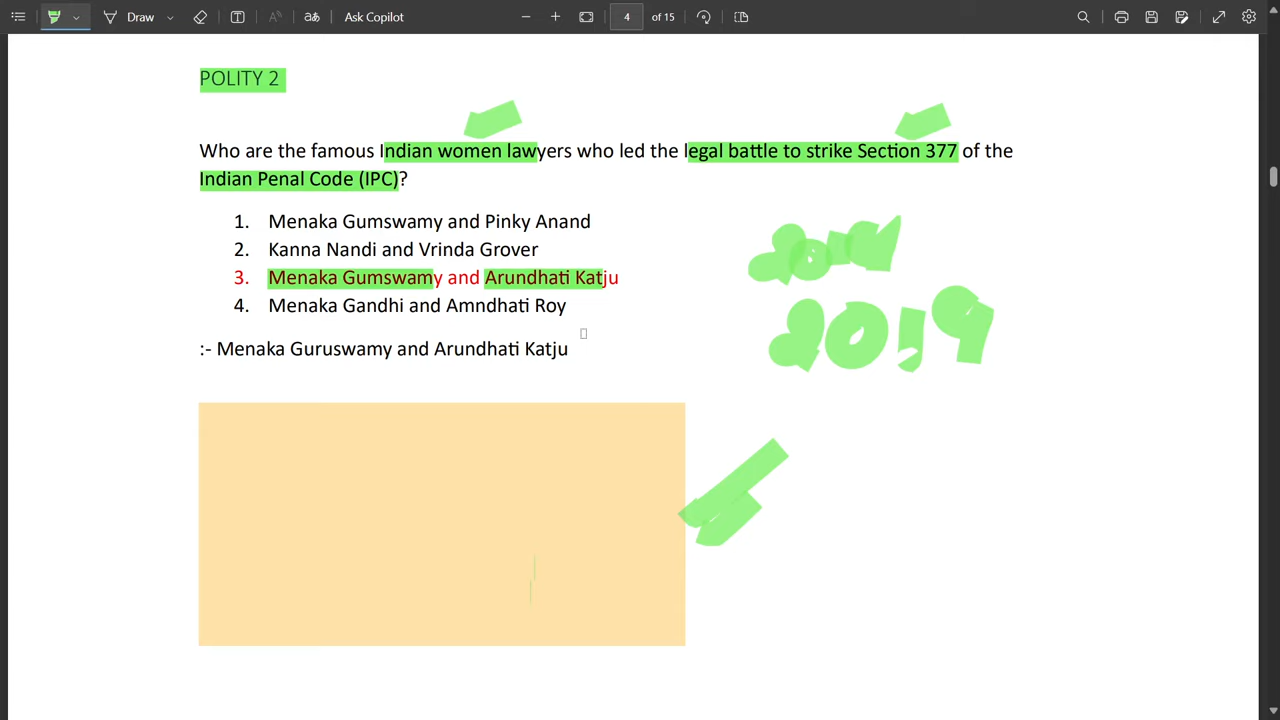 Draw
Ask Copilot
4 of 15
POLITY 2
Who are the famous Indian women lawyers who led the legal battle to strike Section 377 of the
Indian Penal Code (IPC)?
1. Menaka Gumswamy and Pinky Anand
2. Kanna Nandi and Vrinda Grover
3. Menaka Gumswamy and Arundhati Katju
4. Menaka Gandhi and Amndhati Roy
:- Menaka Guruswamy and Arundhati Katju
2019